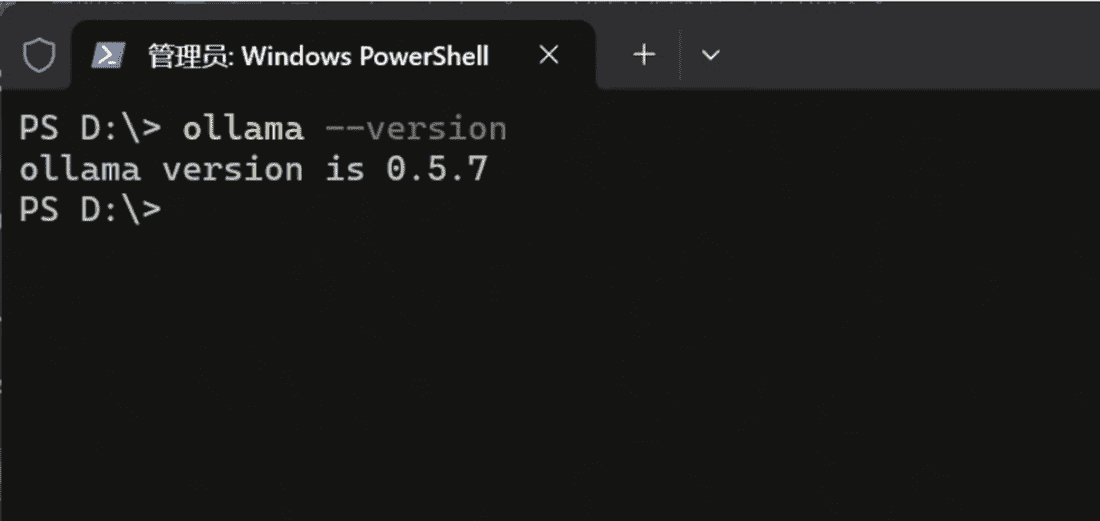 管理员: Windows PowerShell
PS D:\> ollama --version
ollama version is 0.5.7
PS D:\>